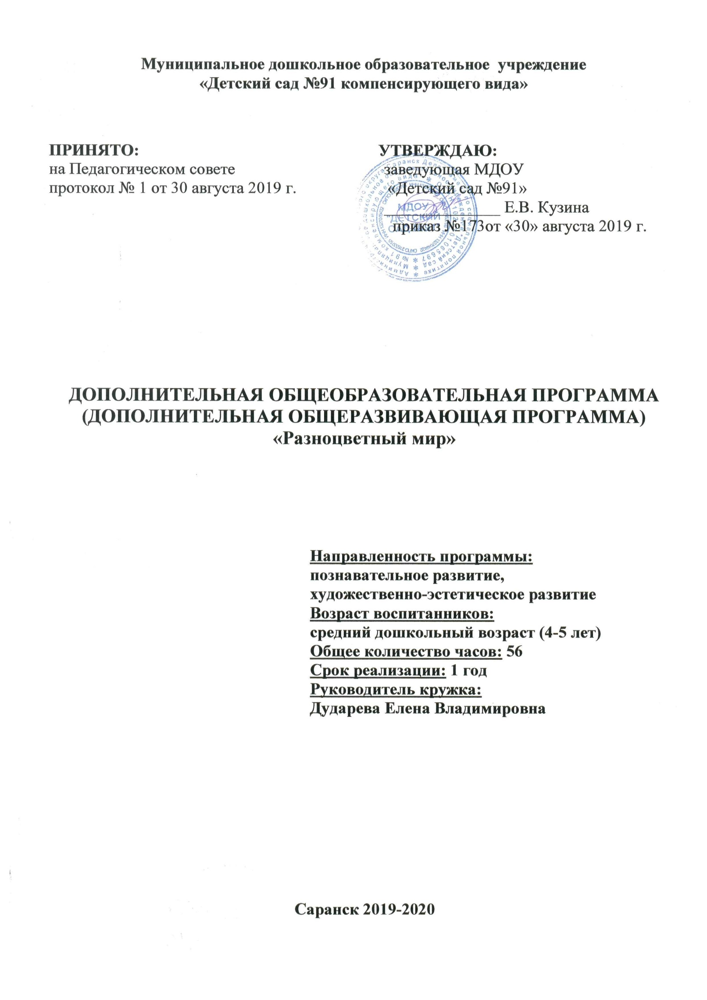 Муниципальное дошкольное образовательное учреждение
«Детский сад №91 компенсирующего вида»
ПРИНЯТО:
на Педагогическом совете
протокол № 1 от 30 августа 2019 г.
УТВЕРЖДАЮ:
заведующая МДОУ
«Детский сад №91»
______________ Е.В. Кузина
приказ №173от «30» августа 2019 г.
МДОУ
"ДЕТСКИЙ
ДОПОЛНИТЕЛЬНАЯ ОБЩЕОБРАЗОВАТЕЛЬНАЯ ПРОГРАММА
(ДОПОЛНИТЕЛЬНАЯ ОБЩЕРАЗВИВАЮЩАЯ ПРОГРАММА)
«Разноцветный мир»
Направленность программы:
познавательное развитие,
художественно-эстетическое развитие
Возраст воспитанников:
средний дошкольный возраст (4-5 лет)
Общее количество часов: 56
Срок реализации: 1 год
Руководитель кружка:
Дударева Елена Владимировна
Саранск 2019-2020